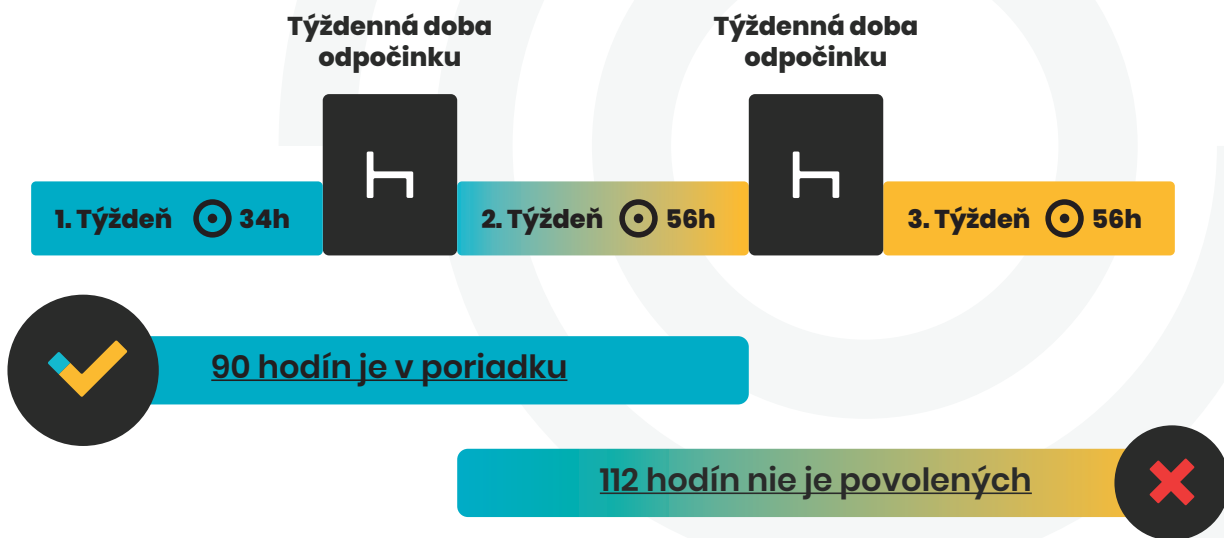 Týždenná doba
odpočinku
Týždenná doba
odpočinku
1. Týždeň 34h
2. Týždeň 56h
3. Týždeň 56h
90 hodín je v poriadku
112 hodín nie je povolených